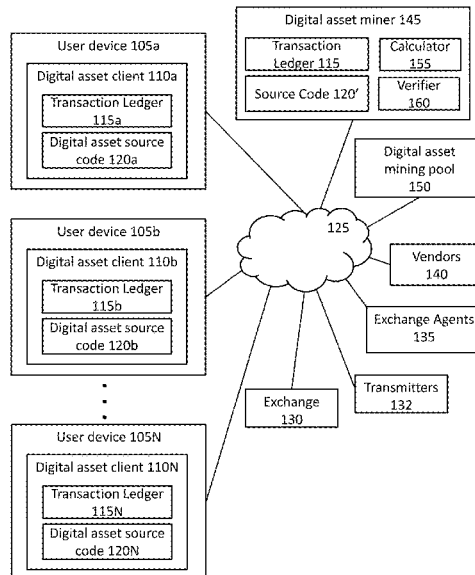 User device 105a
Digital asset client 110a
Transaction Ledger
115a
Digital asset source
code 120a
User device 105b
Digital asset client 110b
Transaction Ledger
115b
Digital asset source
code 120b
User device 105N
Digital asset client 110N
Transaction Ledger
115N
Digital asset source
code 120N
Digital asset miner 145
Transaction
Ledger 115
Calculator
155
Source Code 120'
Verifier
160
Digital asset
mining pool
150
125
Vendors
140
Exchange Agents
135
Transmitters
132
Exchange
130